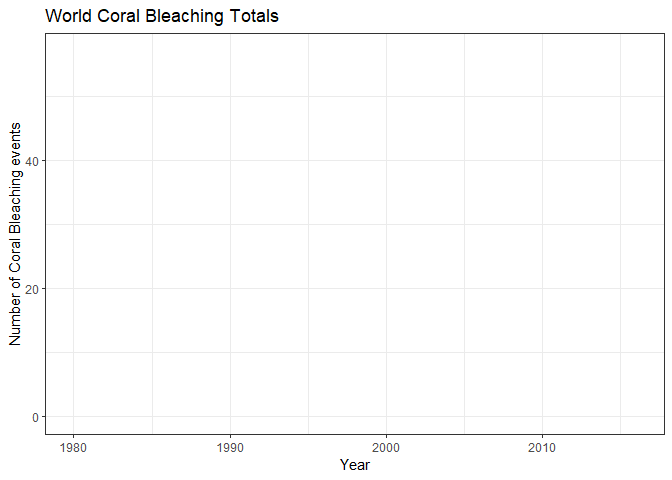 World Coral Bleaching Totals
Number of Coral Bleaching events
40
20
0
1980 1990 2000 2010
Year